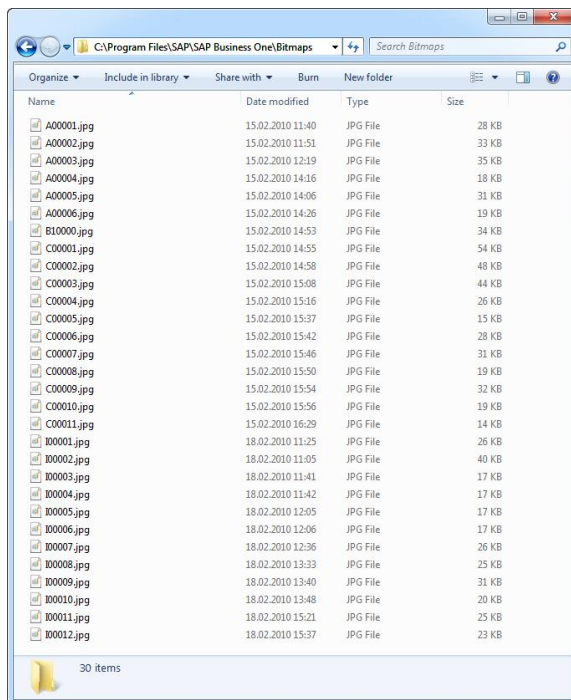 C:\Program Files\SAP\SAP Business One\Bitmaps Search Bitmaps
Organize Include in library Share with Burn New folder
Name Date modified Type Size
A00001.jpg 15.02.2010 11:40 JPG File 28 KB
A00002.jpg 15.02.2010 11:51 JPG File 33 KB
A00003.jpg 15.02.2010 12:19 JPG File 35 KB
A00004.jpg 15.02.2010 14:16 JPG File 18 KB
A00005.jpg 15.02.2010 14:06 JPG File 31 KB
A00006.jpg 15.02.2010 14:26 JPG File 19 KB
B10000.jpg 15.02.2010 14:53 JPG File 34 KB
C00001.jpg 15.02.2010 14:55 JPG File 54 KB
C00002.jpg 15.02.2010 14:58 JPG File 48 KB
C00003.jpg 15.02.2010 15:08 JPG File 44 KB
C00004.jpg 15.02.2010 15:16 JPG File 26 KB
C00005.jpg 15.02.2010 15:37 JPG File 15 KB
C00006.jpg 15.02.2010 15:42 JPG File 28 KB
C00007.jpg 15.02.2010 15:46 JPG File 31 KB
C00008.jpg 15.02.2010 15:50 JPG File 19 KB
C00009.jpg 15.02.2010 15:54 JPG File 32 KB
C00010.jpg 15.02.2010 15:56 JPG File 19 KB
C00011.jpg 15.02.2010 16:29 JPG File 14 KB
I00001.jpg 18.02.2010 11:25 JPG File 26 KB
I00002.jpg 18.02.2010 11:05 JPG File 40 KB
I00003.jpg 18.02.2010 11:41 JPG File 17 KB
I00004.jpg 18.02.2010 11:42 JPG File 17 KB
I00005.jpg 18.02.2010 12:05 JPG File 17 KB
I00006.jpg 18.02.2010 12:06 JPG File 17 KB
I00007.jpg 18.02.2010 12:36 JPG File 26 KB
I00008.jpg 18.02.2010 13:33 JPG File 25 KB
I00009.jpg 18.02.2010 13:40 JPG File 31 KB
I00010.jpg 18.02.2010 13:48 JPG File 20 KB
I00011.jpg 18.02.2010 15:21 JPG File 25 KB
I00012.jpg 18.02.2010 15:37 JPG File 23 KB
30 items